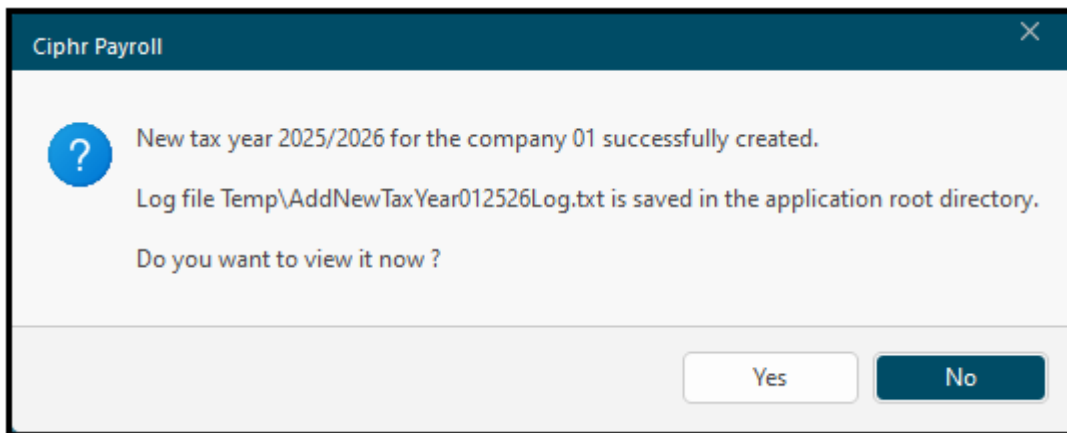 Ciphr Payroll
New tax year 2025/2026 for the company 01 successfully created.
Log file Temp\AddNewTaxYear012526Log.txt is saved in the application root directory.
Do you want to view it now ?
Yes
No